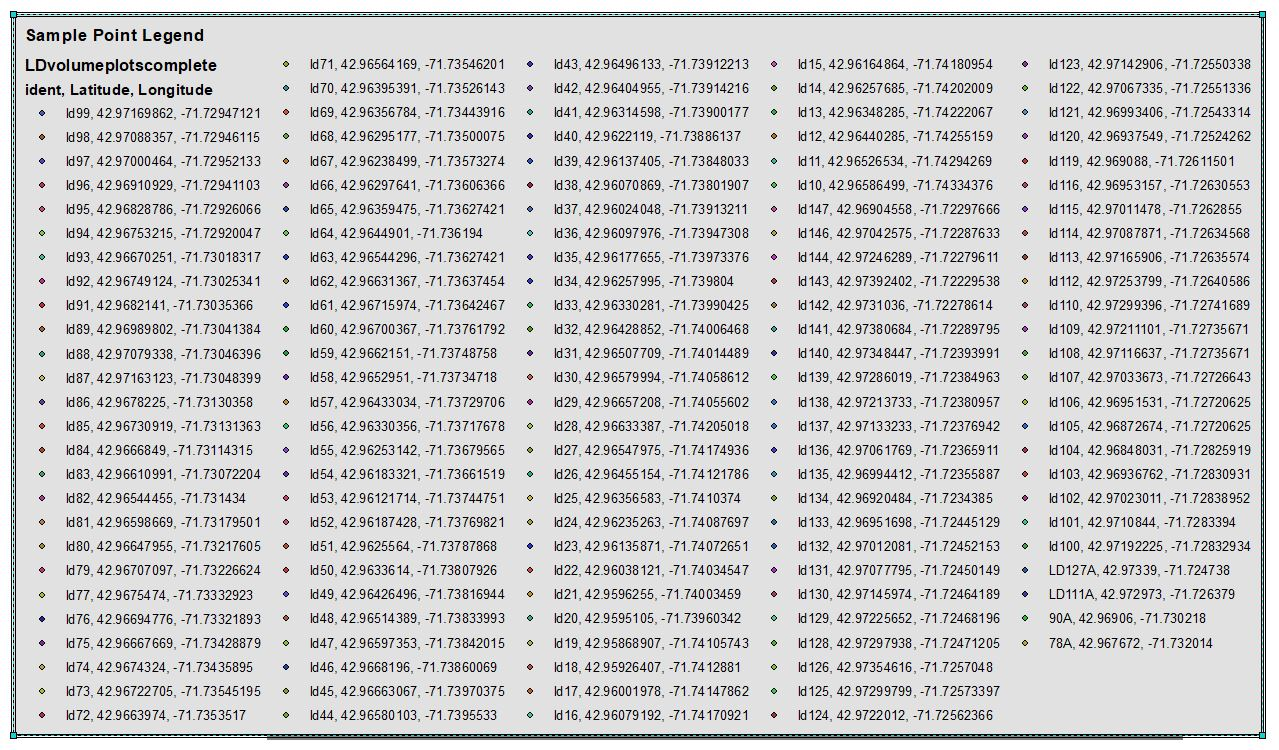 Sample Point Legend
LDvolumeplotscomplete
ident, Latitude, Longitude
ld99, 42.97169862, -71.72947121
ld98, 42.97088357, -71.72946115
ld97, 42.97000464, -71.72952133
ld96, 42.96910929, -71.72941103
ld95, 42.96828786, -71.72926066
ld94, 42.96753215, -71.72920047
ld93, 42.96670251, -71.73018317
ld92, 42.96749124, -71.73025341
ld91, 42.9682141, -71.73035366
ld89, 42.96989802, -71.73041384
ld88, 42.97079338, -71.73046396
ld87, 42.97163123, -71.73048399
ld86, 42.9678225, -71.73130358
ld85, 42.96730919, -71.73131363
ld84, 42.9666849, -71.73114315
ld83, 42.96610991, -71.73072204
ld82, 42.96544455, -71.731434
ld81, 42.96598669, -71.73179501
ld80, 42.96647955, -71.73217605
ld79, 42.96707097, -71.73226624
ld77, 42.9675474, -71.73332923
ld76, 42.96694776, -71.73321893
ld75, 42.96667669, -71.73428879
ld74, 42.9674324, -71.73435895
ld73, 42.96722705, -71.73545195
ld72, 42.9663974, -71.7353517
ld71, 42.96564169, -71.73546201
ld70, 42.96395391, -71.73526143
ld69, 42.96356784, -71.73443916
ld68, 42.96295177, -71.73500075
ld67, 42.96238499, -71.73573274
ld66, 42.96297641, -71.73606366
ld65, 42.96359475, -71.73627421
ld64, 42.9644901, -71.736194
ld63, 42.96544296, -71.73627421
ld62, 42.96631367, -71.73637454
ld61, 42.96715974, -71.73642467
ld60, 42.96700367, -71.73761792
ld59, 42.9662151, -71.73748758
ld58, 42.9652951, -71.73734718
ld57, 42.96433034, -71.73729706
ld56, 42.96330356, -71.73717678
ld55, 42.96253142, -71.73679565
ld54, 42.96183321, -71.73661519
ld53, 42.96121714, -71.73744751
ld52, 42.96187428, -71.73769821
ld51, 42.9625564, -71.73787868
ld50, 42.9633614, -71.73807926
ld49, 42.96426496, -71.73816944
ld48, 42.96514389, -71.73833993
ld47, 42.96597353, -71.73842015
ld46, 42.9668196, -71.73860069
ld45, 42.96663067, -71.73970375
ld44, 42.96580103, -71.7395533
ld43, 42.96496133, -71.73912213
ld42, 42.96404955, -71.73914216
ld41, 42.96314598, -71.73900177
ld40, 42.9622119, -71.73886137
ld39, 42.96137405, -71.73848033
ld38, 42.96070869, -71.73801907
ld37, 42.96024048, -71.73913211
ld36, 42.96097976, -71.73947308
ld35, 42.96177655, -71.73973376
ld34, 42.96257995, -71.739804
ld33, 42.96330281, -71.73990425
ld32, 42.96428852, -71.74006468
ld31, 42.96507709, -71.74014489
ld30, 42.96579994, -71.74058612
ld29, 42.96657208, -71.74055602
ld28, 42.96633387, -71.74205018
ld27, 42.96547975, -71.74174936
ld26, 42.96455154, -71.74121786
ld25, 42.96356583, -71.7410374
ld24, 42.96235263, -71.74087697
ld23, 42.96135871, -71.74072651
ld22, 42.96038121, -71.74034547
ld21, 42.9596255, -71.74003459
ld20, 42.9595105, -71.73960342
ld19, 42.95868907, -71.74105743
ld18, 42.95926407, -71.7412881
ld17, 42.96001978, -71.74147862
ld16, 42.96079192, -71.74170921
ld15, 42.96164864, -71.74180954
ld14, 42.96257685, -71.74202009
ld13, 42.96348285, -71.74222067
ld12, 42.96440285, -71.74255159
ld11, 42.96526534, -71.74294269
ld10, 42.96586499, -71.74334376
ld147, 42.96904558, -71.72297666
ld146, 42.97042575, -71.72287633
ld144, 42.97246289, -71.72279611
ld143, 42.97392402, -71.72229538
ld142, 42.9731036, -71.72278614
ld141, 42.97380684, -71.72289795
ld140, 42.97348447, -71.72393991
ld139, 42.97286019, -71.72384963
ld138, 42.97213733, -71.72380957
ld137, 42.97133233, -71.72376942
ld136, 42.97061769, -71.72365911
ld135, 42.96994412, -71.72355887
ld134, 42.96920484, -71.7234385
ld133, 42.96951698, -71.72445129
ld132, 42.97012081, -71.72452153
ld131, 42.97077795, -71.72450149
ld130, 42.97145974, -71.72464189
ld129, 42.97225652, -71.72468196
ld128, 42.97297938, -71.72471205
ld126, 42.97354616, -71.7257048
ld125, 42.97299799, -71.72573397
ld124, 42.9722012, -71.72562366
ld123, 42.97142906, -71.72550338
ld122, 42.97067335, -71.72551336
ld121, 42.96993406, -71.72543314
ld120, 42.96937549, -71.72524262
ld119, 42.969088, -71.72611501
ld116, 42.96953157, -71.72630553
ld115, 42.97011478, -71.7262855
ld114, 42.97087871, -71.72634568
ld113, 42.97165906, -71.72635574
ld112, 42.97253799, -71.72640586
ld110, 42.97299396, -71.72741689
ld109, 42.97211101, -71.72735671
ld108, 42.97116637, -71.72735671
ld107, 42.97033673, -71.72726643
ld106, 42.96951531, -71.72720625
ld105, 42.96872674, -71.72720625
ld104, 42.96848031, -71.72825919
ld103, 42.96936762, -71.72830931
ld102, 42.97023011, -71.72838952
ld101, 42.9710844, -71.7283394
ld100, 42.97192225, -71.72832934
LD127A, 42.97339, -71.724738
LD111A, 42.972973, -71.726379
90A, 42.96906, -71.730218
78A, 42.967672, -71.732014